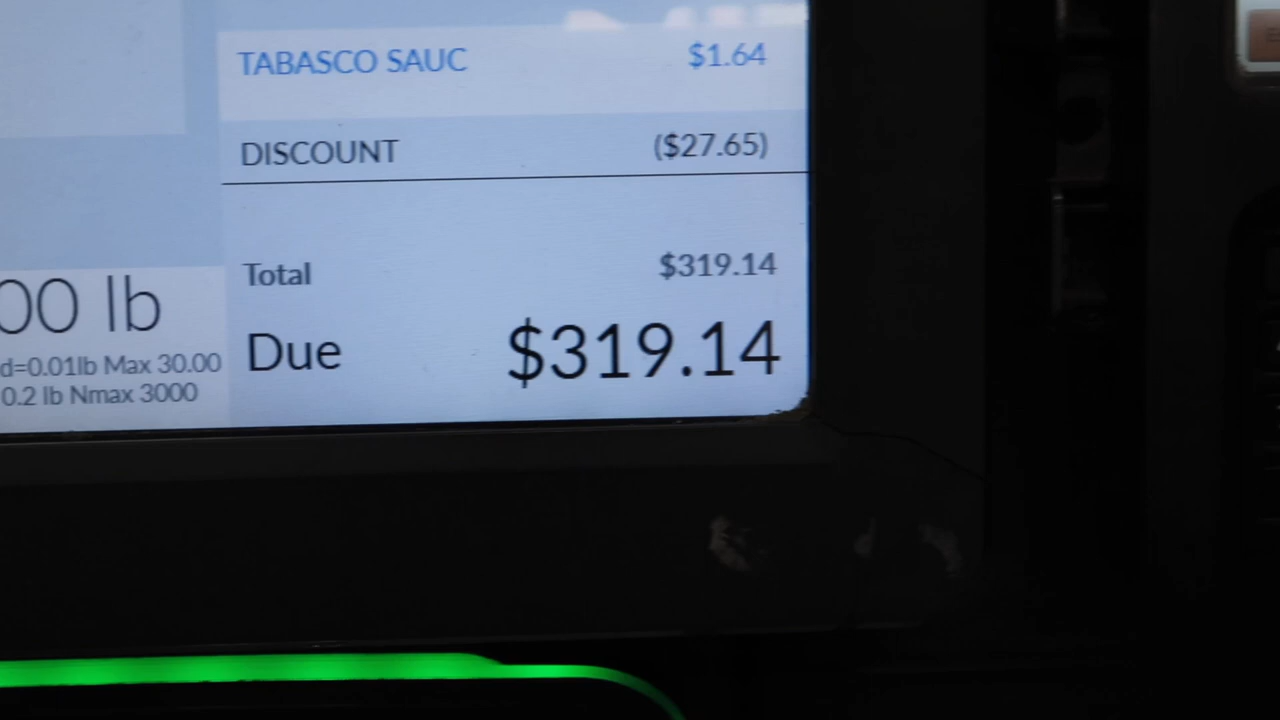 TABASCO SAUC $1.64
DISCOUNT ($27.65)
Total $319.14
Due $319.14
00 lb
d=0.01lb Max 30.00
0.2 lb Nmax 3000